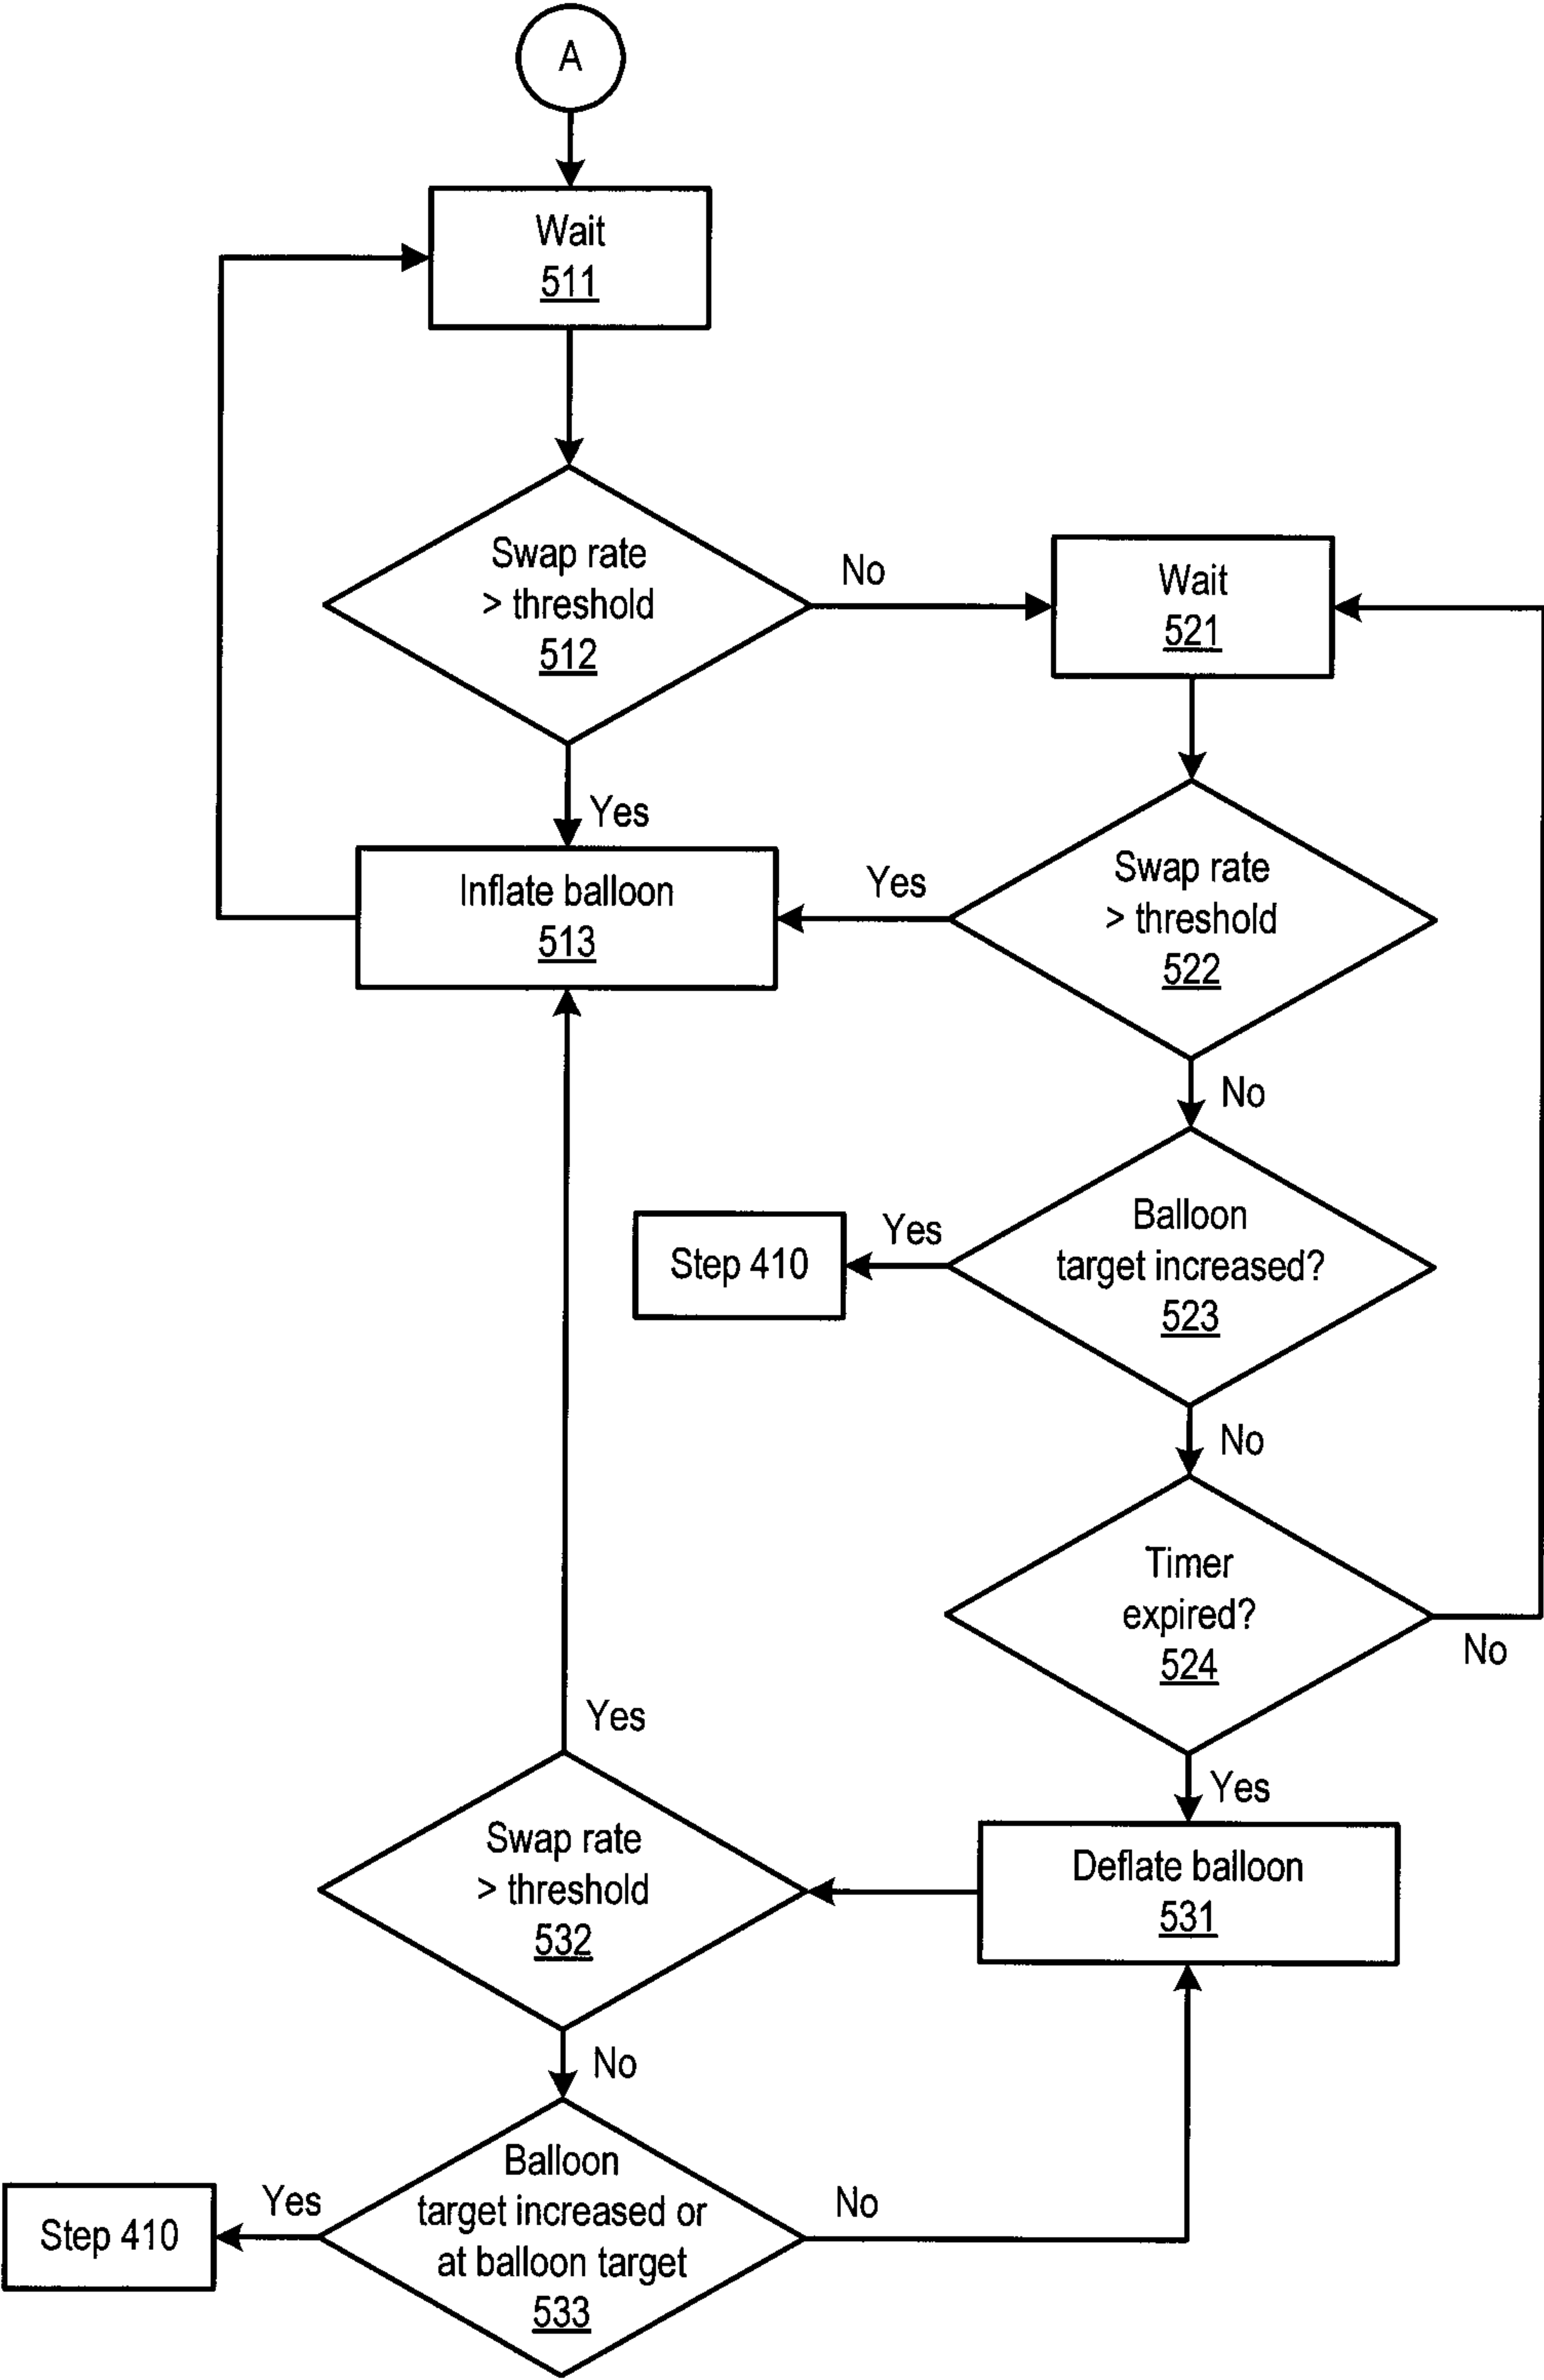 A
Wait
511
Swap rate
> threshold
512
No
Wait
521
Yes
Inflate balloon
513
Yes
Swap rate
> threshold
522
No
Step 410
Yes
Balloon
target increased?
523
No
Timer
expired?
524
No
Yes
Yes
Swap rate
> threshold
532
Deflate balloon
531
No
Step 410
Yes
Balloon
target increased or
at balloon target
533
No